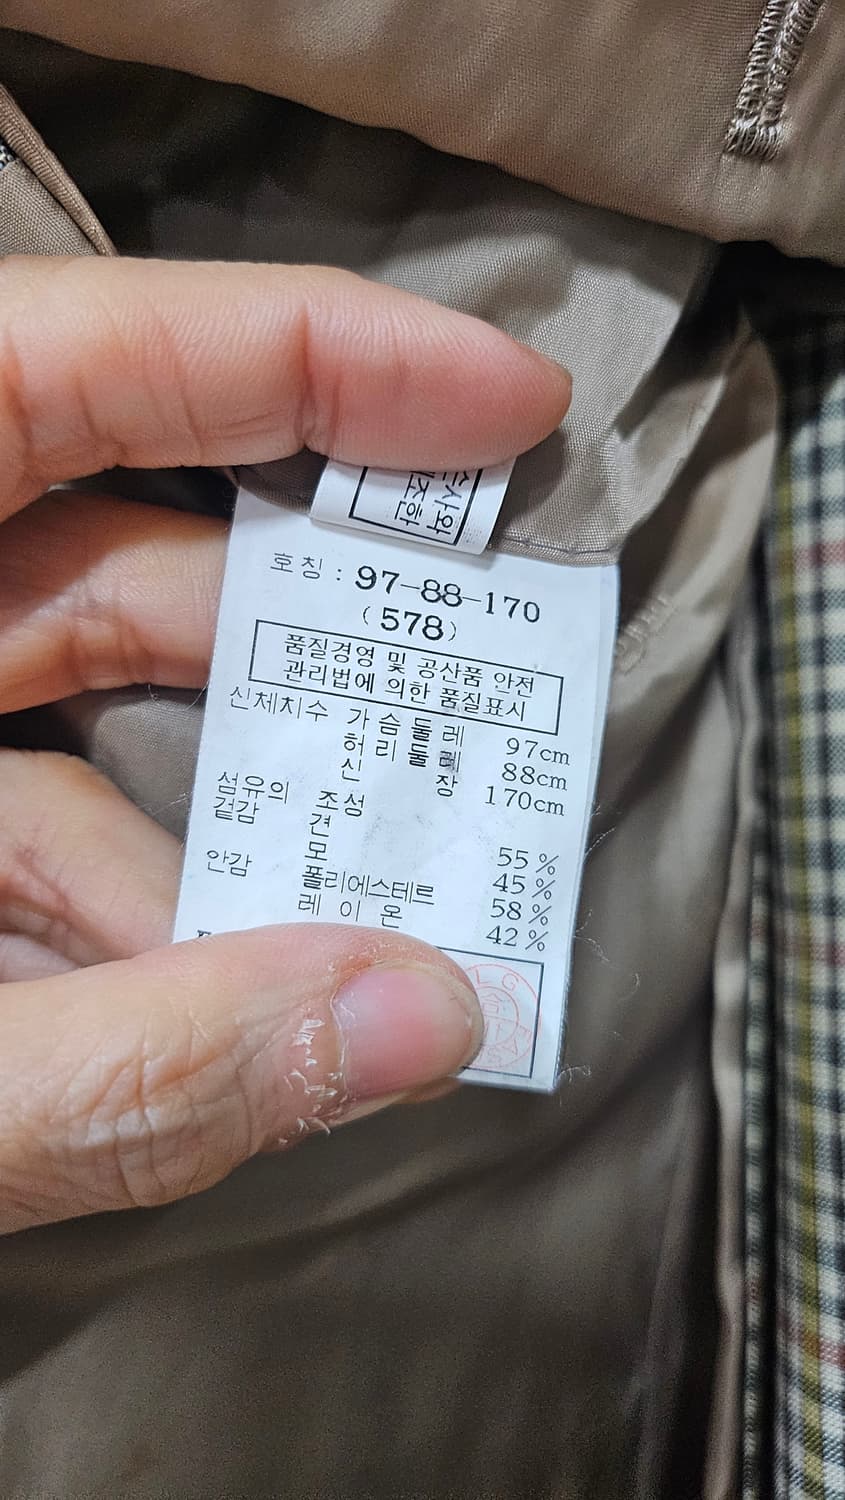 호칭 : 97-88-170
(578)
품질경영 및 공산품 안전
관리법에 의한 품질표시
신체치수 가슴둘레 97cm
허리둘레 88cm
신 장 170cm
섬유의 조성
겉감 견 55%
모 45%
안감 폴리에스테르 58%
레이온 42%
LG